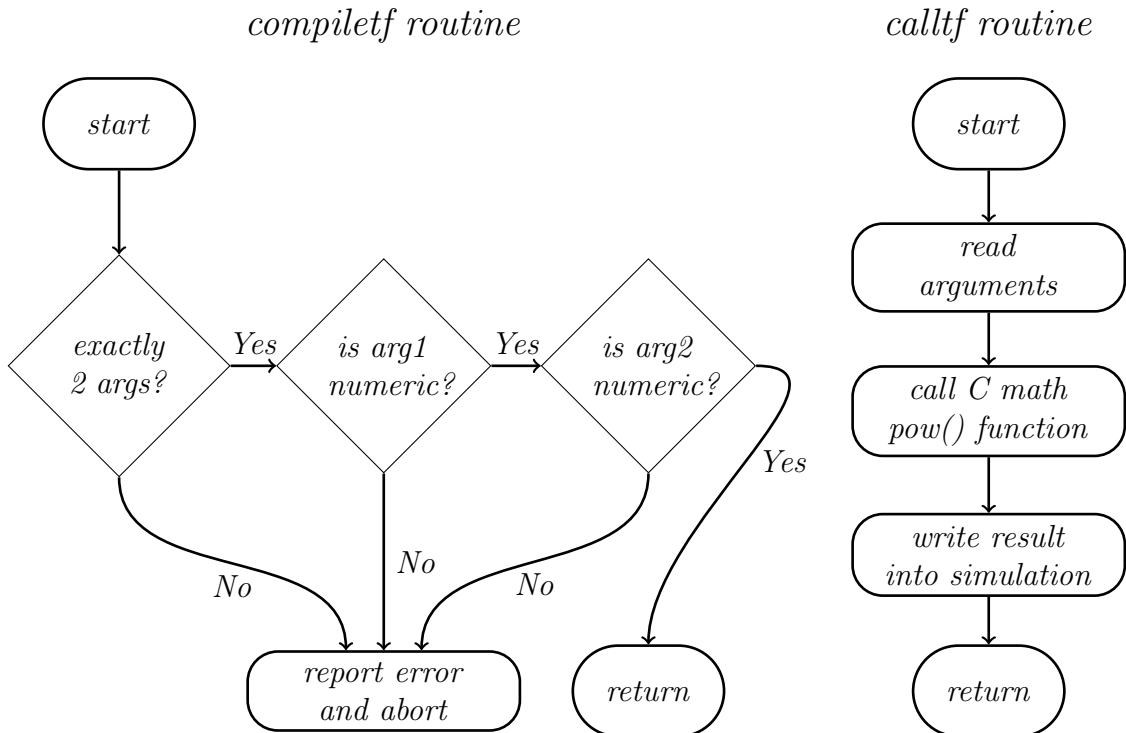 compiletf routine
calltf routine
start
start
exactly
2 args?
Yes
is arg1
numeric?
Yes
is arg2
numeric?
Yes
No
No
No
report error
and abort
return
read
arguments
call C math
pow() function
write result
into simulation
return